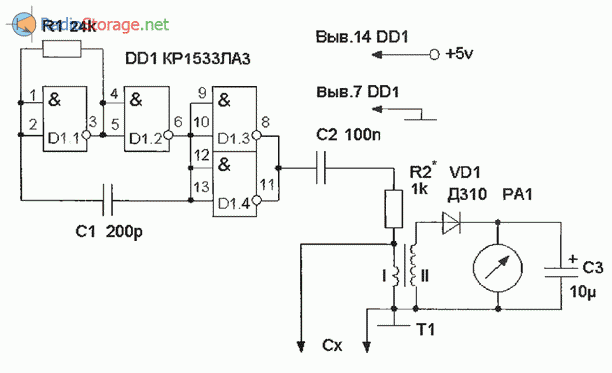 RadioStorage.net
R1 24k
DD1 КР1533ЛА3
Выв.14 DD1
+5v
Выв.7 DD1
1
2
&
D1.1
3
4
5
&
D1.2
6
9
10
&
D1.3
8
12
13
&
D1.4
11
C1 200p
C2 100n
R2*
1k
VD1
Д310
PA1
I
II
T1
Cx
+
C3
10µ